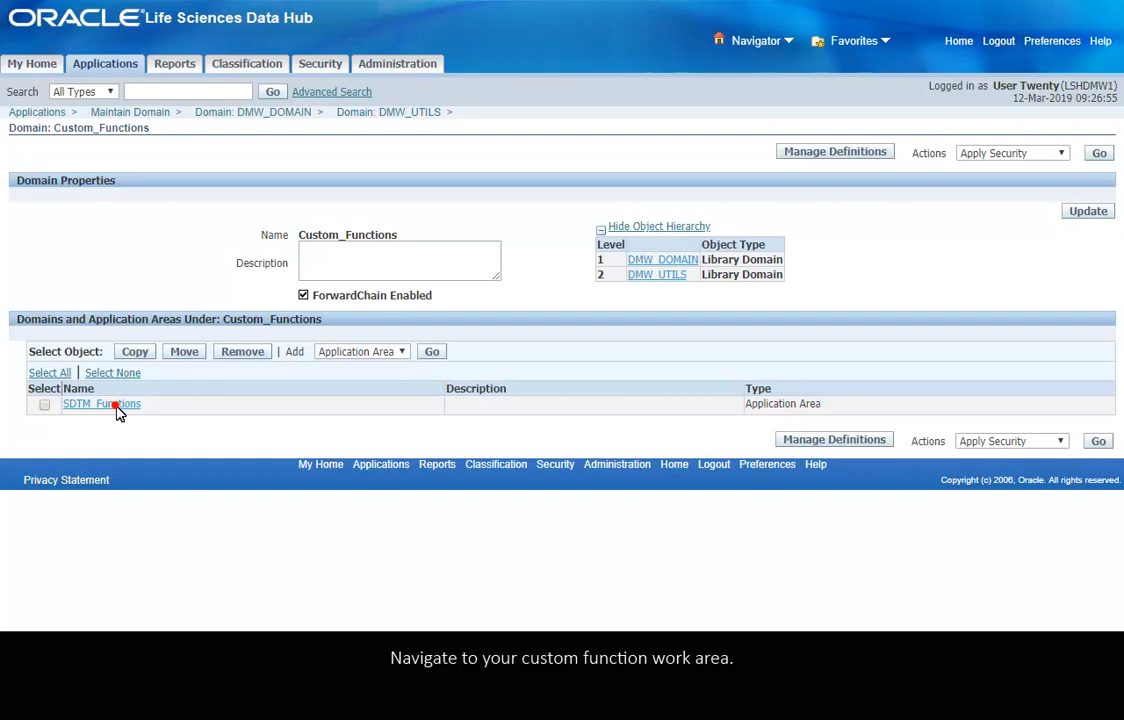 ORACLE® Life Sciences Data Hub
Navigator Favorites Home Logout Preferences Help
My Home Applications Reports Classification Security Administration
Search All Types Go Advanced Search
Logged in as User Twenty (LSHDMW1)
12-Mar-2019 09:26:55
Applications > Maintain Domain > Domain: DMW_DOMAIN > Domain: DMW_UTILS >
Domain: Custom_Functions
Manage Definitions Actions Apply Security Go
Domain Properties
Update
Name Custom_Functions
Description
ForwardChain Enabled
Hide Object Hierarchy
Level Object Type
1 DMW_DOMAIN Library Domain
2 DMW_UTILS Library Domain
Domains and Application Areas Under: Custom_Functions
Select Object: Copy Move Remove | Add Application Area Go
Select All | Select None
Select Name Description Type
SDTM_Functions Application Area
Manage Definitions Actions Apply Security Go
My Home Applications Reports Classification Security Administration Home Logout Preferences Help
Privacy Statement Copyright (c) 2006, Oracle. All rights reserved.
Navigate to your custom function work area.